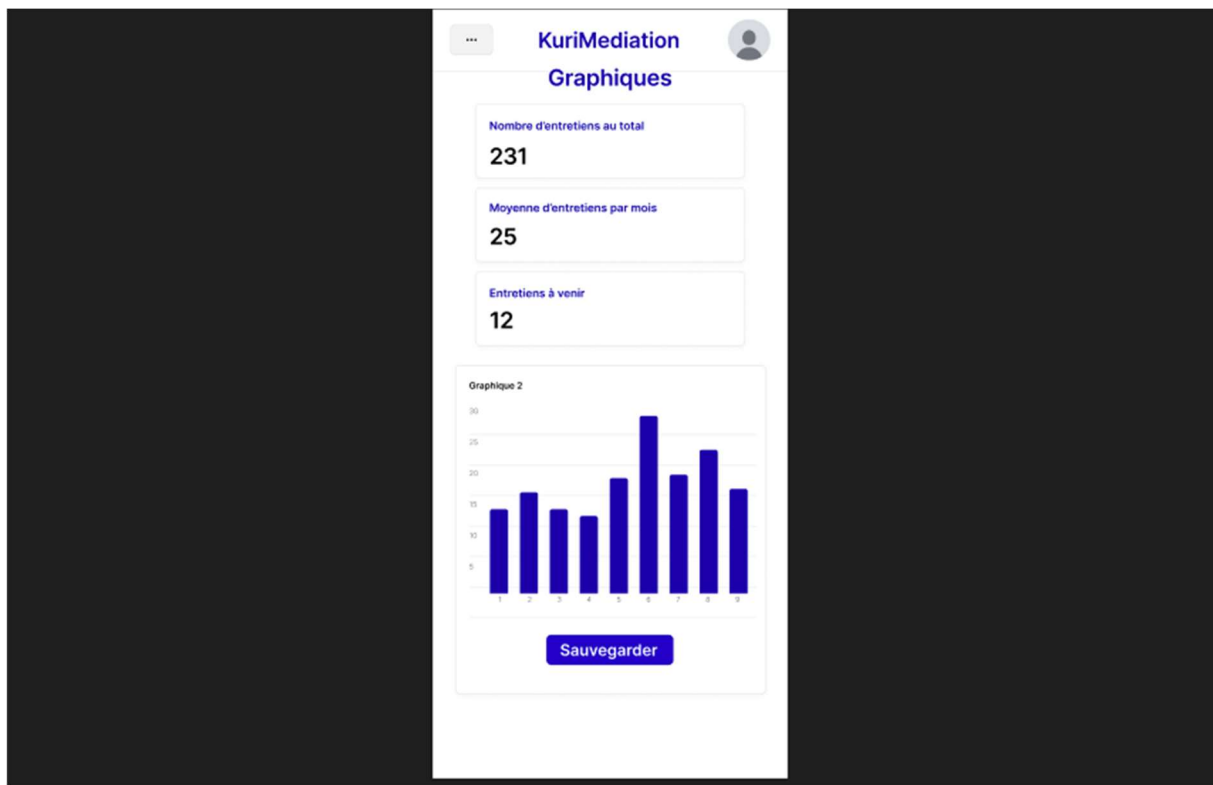 ...
KuriMediation
Graphiques
Nombre d'entretiens au total
231
Moyenne d'entretiens par mois
25
Entretiens à venir
12
Graphique 2
30
25
20
15
10
5
1 2 3 4 5 6 7 8 9
Sauvegarder